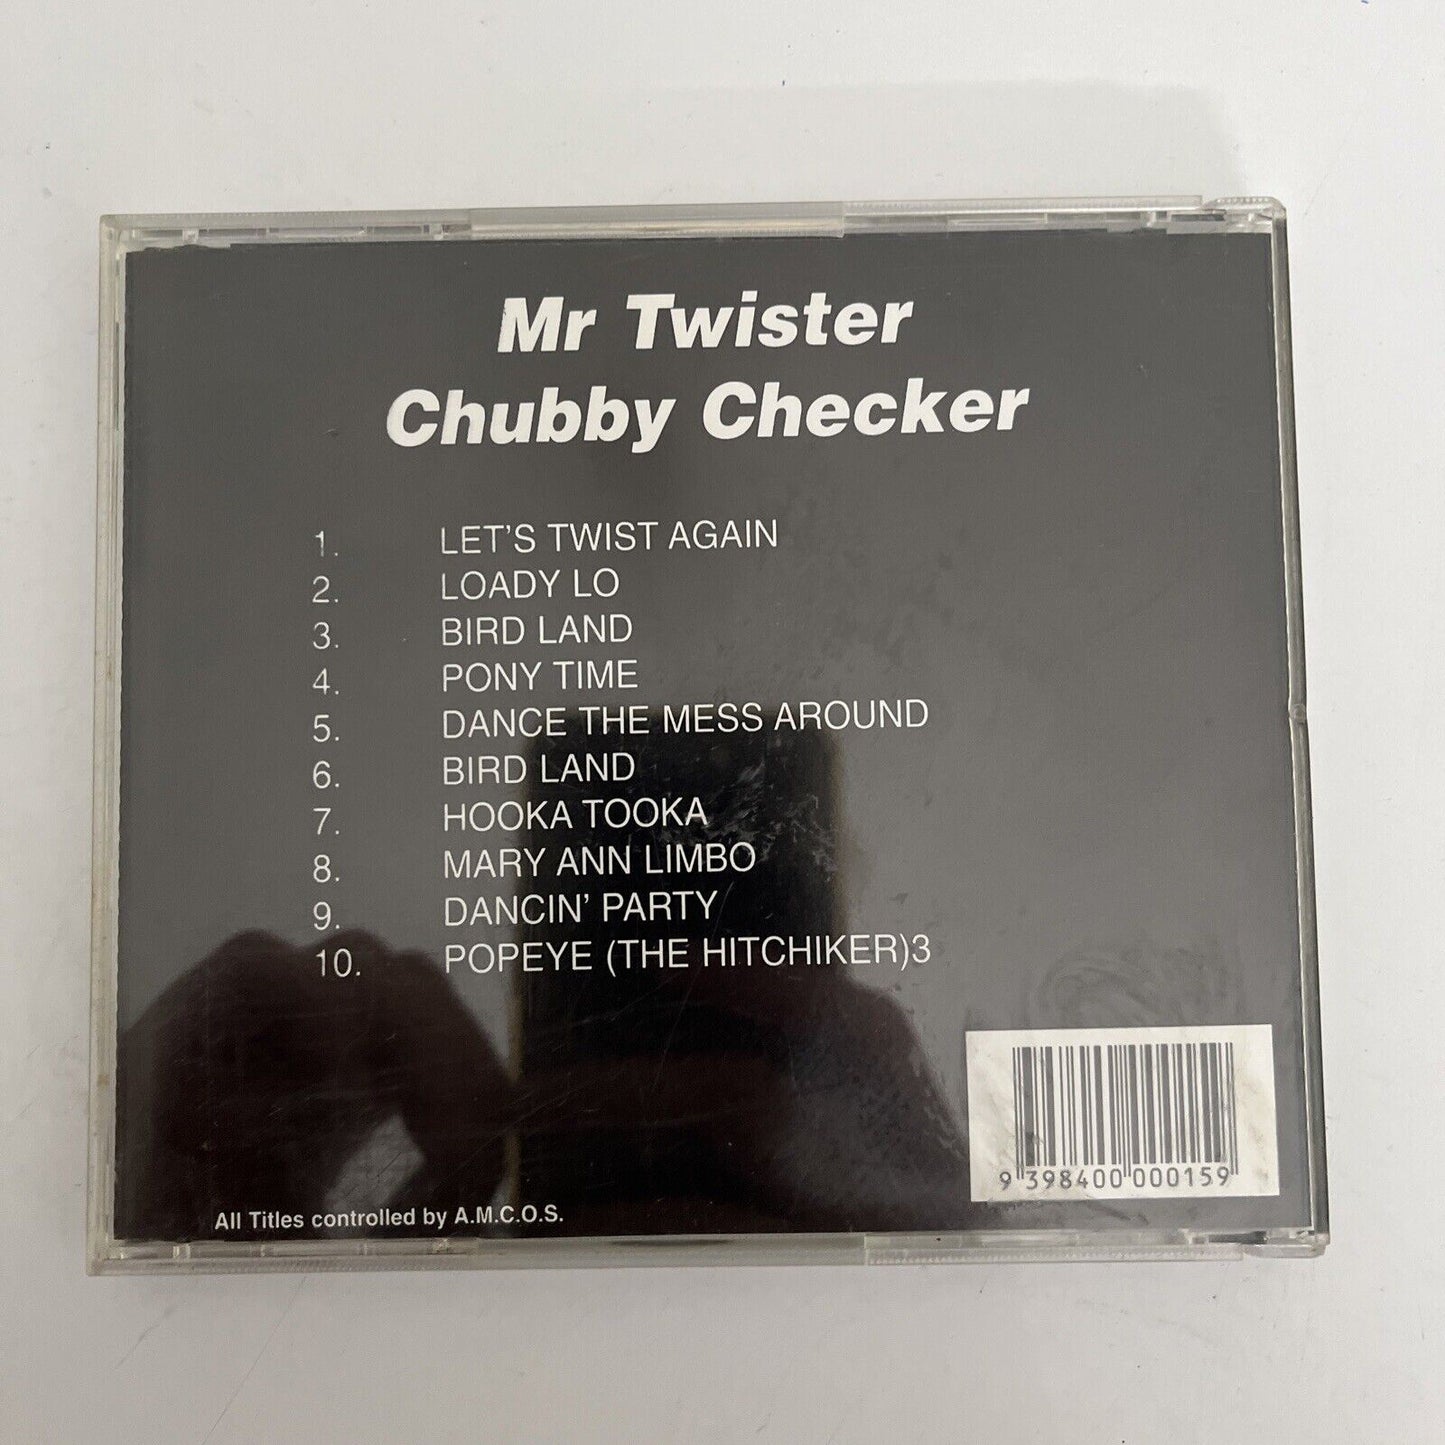 Mr Twister
Chubby Checker
1. LET'S TWIST AGAIN
2. LOADY LO
3. BIRD LAND
4. PONY TIME
5. DANCE THE MESS AROUND
6. BIRD LAND
7. HOOKA TOOKA
8. MARY ANN LIMBO
9. DANCIN' PARTY
10. POPEYE (THE HITCHIKER)3
9 398400 000159
All Titles controlled by A.M.C.O.S.